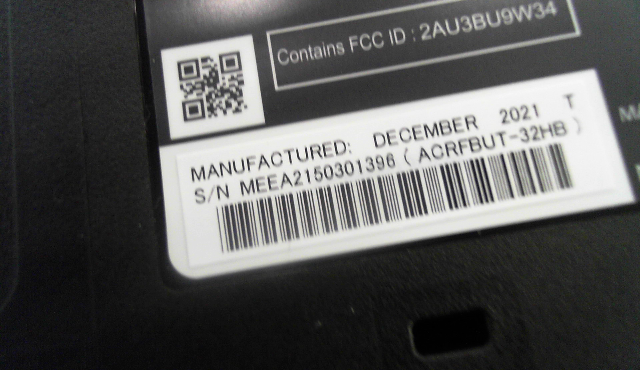 Contains FCC ID : 2AU3BU9W34
MANUFACTURED: DECEMBER 2021 T
S/N MEEA2150301396 ( ACRFBUT-32HB )